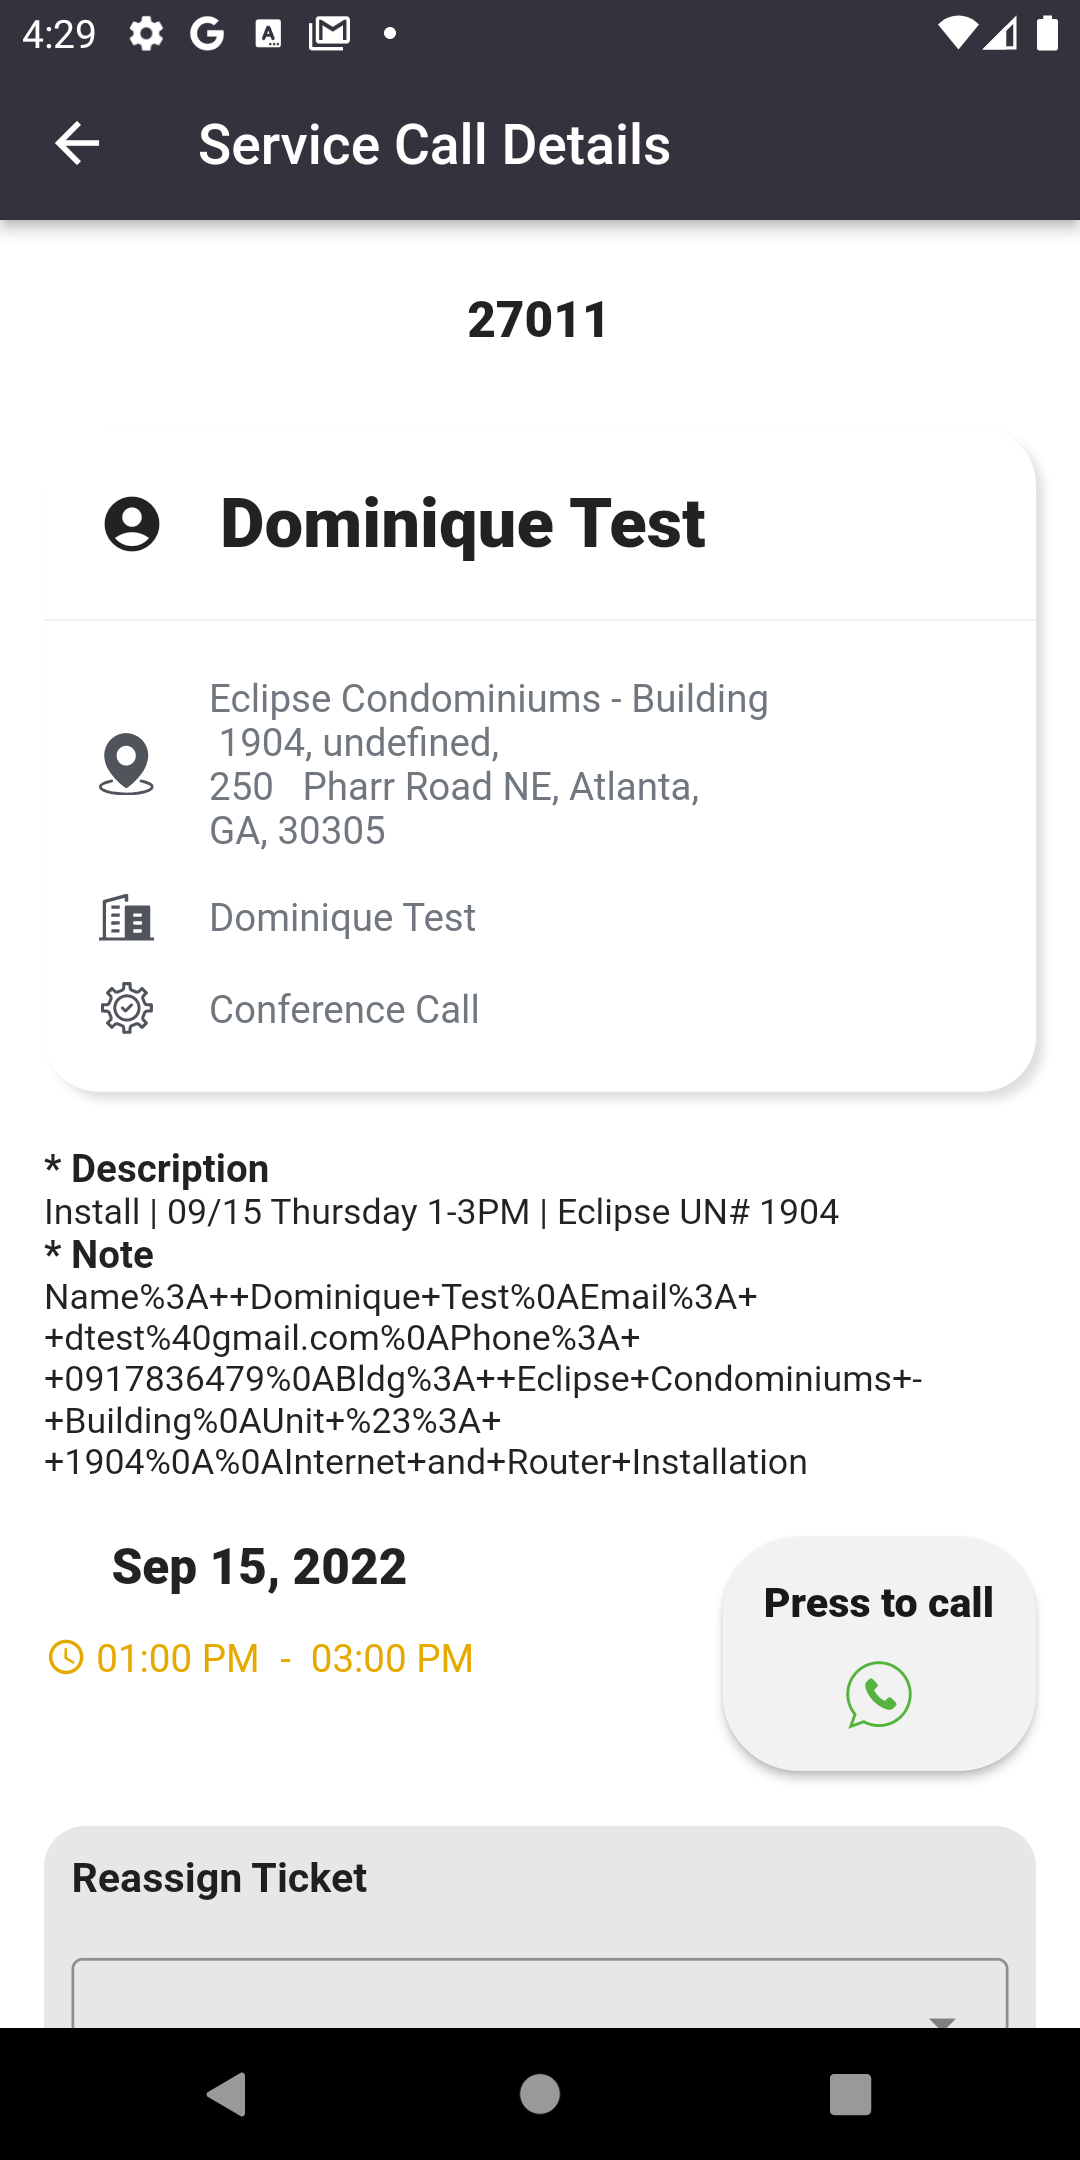 4:29
Service Call Details
27011
Dominique Test
Eclipse Condominiums - Building
1904, undefined,
250   Pharr Road NE, Atlanta,
GA, 30305
Dominique Test
Conference Call
* Description
Install | 09/15 Thursday 1-3PM | Eclipse UN# 1904
* Note
Name%3A++Dominique+Test%0AEmail%3A+
+dtest%40gmail.com%0APhone%3A+
+0917836479%0ABldg%3A++Eclipse+Condominiums+-
+Building%0AUnit+%23%3A+
+1904%0A%0AInternet+and+Router+Installation
Sep 15, 2022
01:00 PM  -  03:00 PM
Press to call
Reassign Ticket